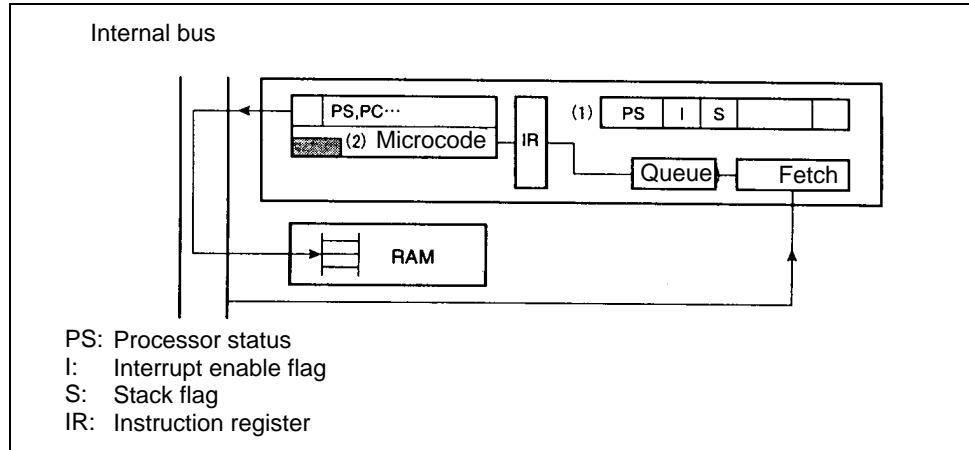 Internal bus
PS,PC···
(2) Microcode
IR
(1) PS I S
Queue
Fetch
RAM
PS: Processor status
I: Interrupt enable flag
S: Stack flag
IR: Instruction register